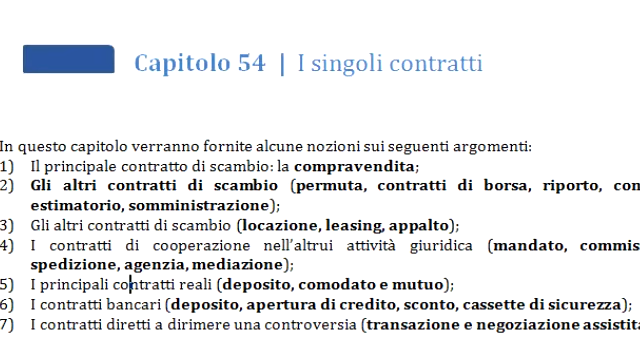 Capitolo 54 | I singoli contratti
In questo capitolo verranno fornite alcune nozioni sui seguenti argomenti:
1) Il principale contratto di scambio: la compravendita;
2) Gli altri contratti di scambio (permuta, contratti di borsa, riporto,
estimatorio, somministrazione);
3) Gli altri contratti di scambio (locazione, leasing, appalto);
4) I contratti di cooperazione nell'altrui attività giuridica (mandato,
spedizione, agenzia, mediazione);
5) I principali contratti reali (deposito, comodato e mutuo);
6) I contratti bancari (deposito, apertura di credito, sconto, cassette di sicurezza);
7) I contratti diretti a dirimere una controversia (transazione e negoziazione